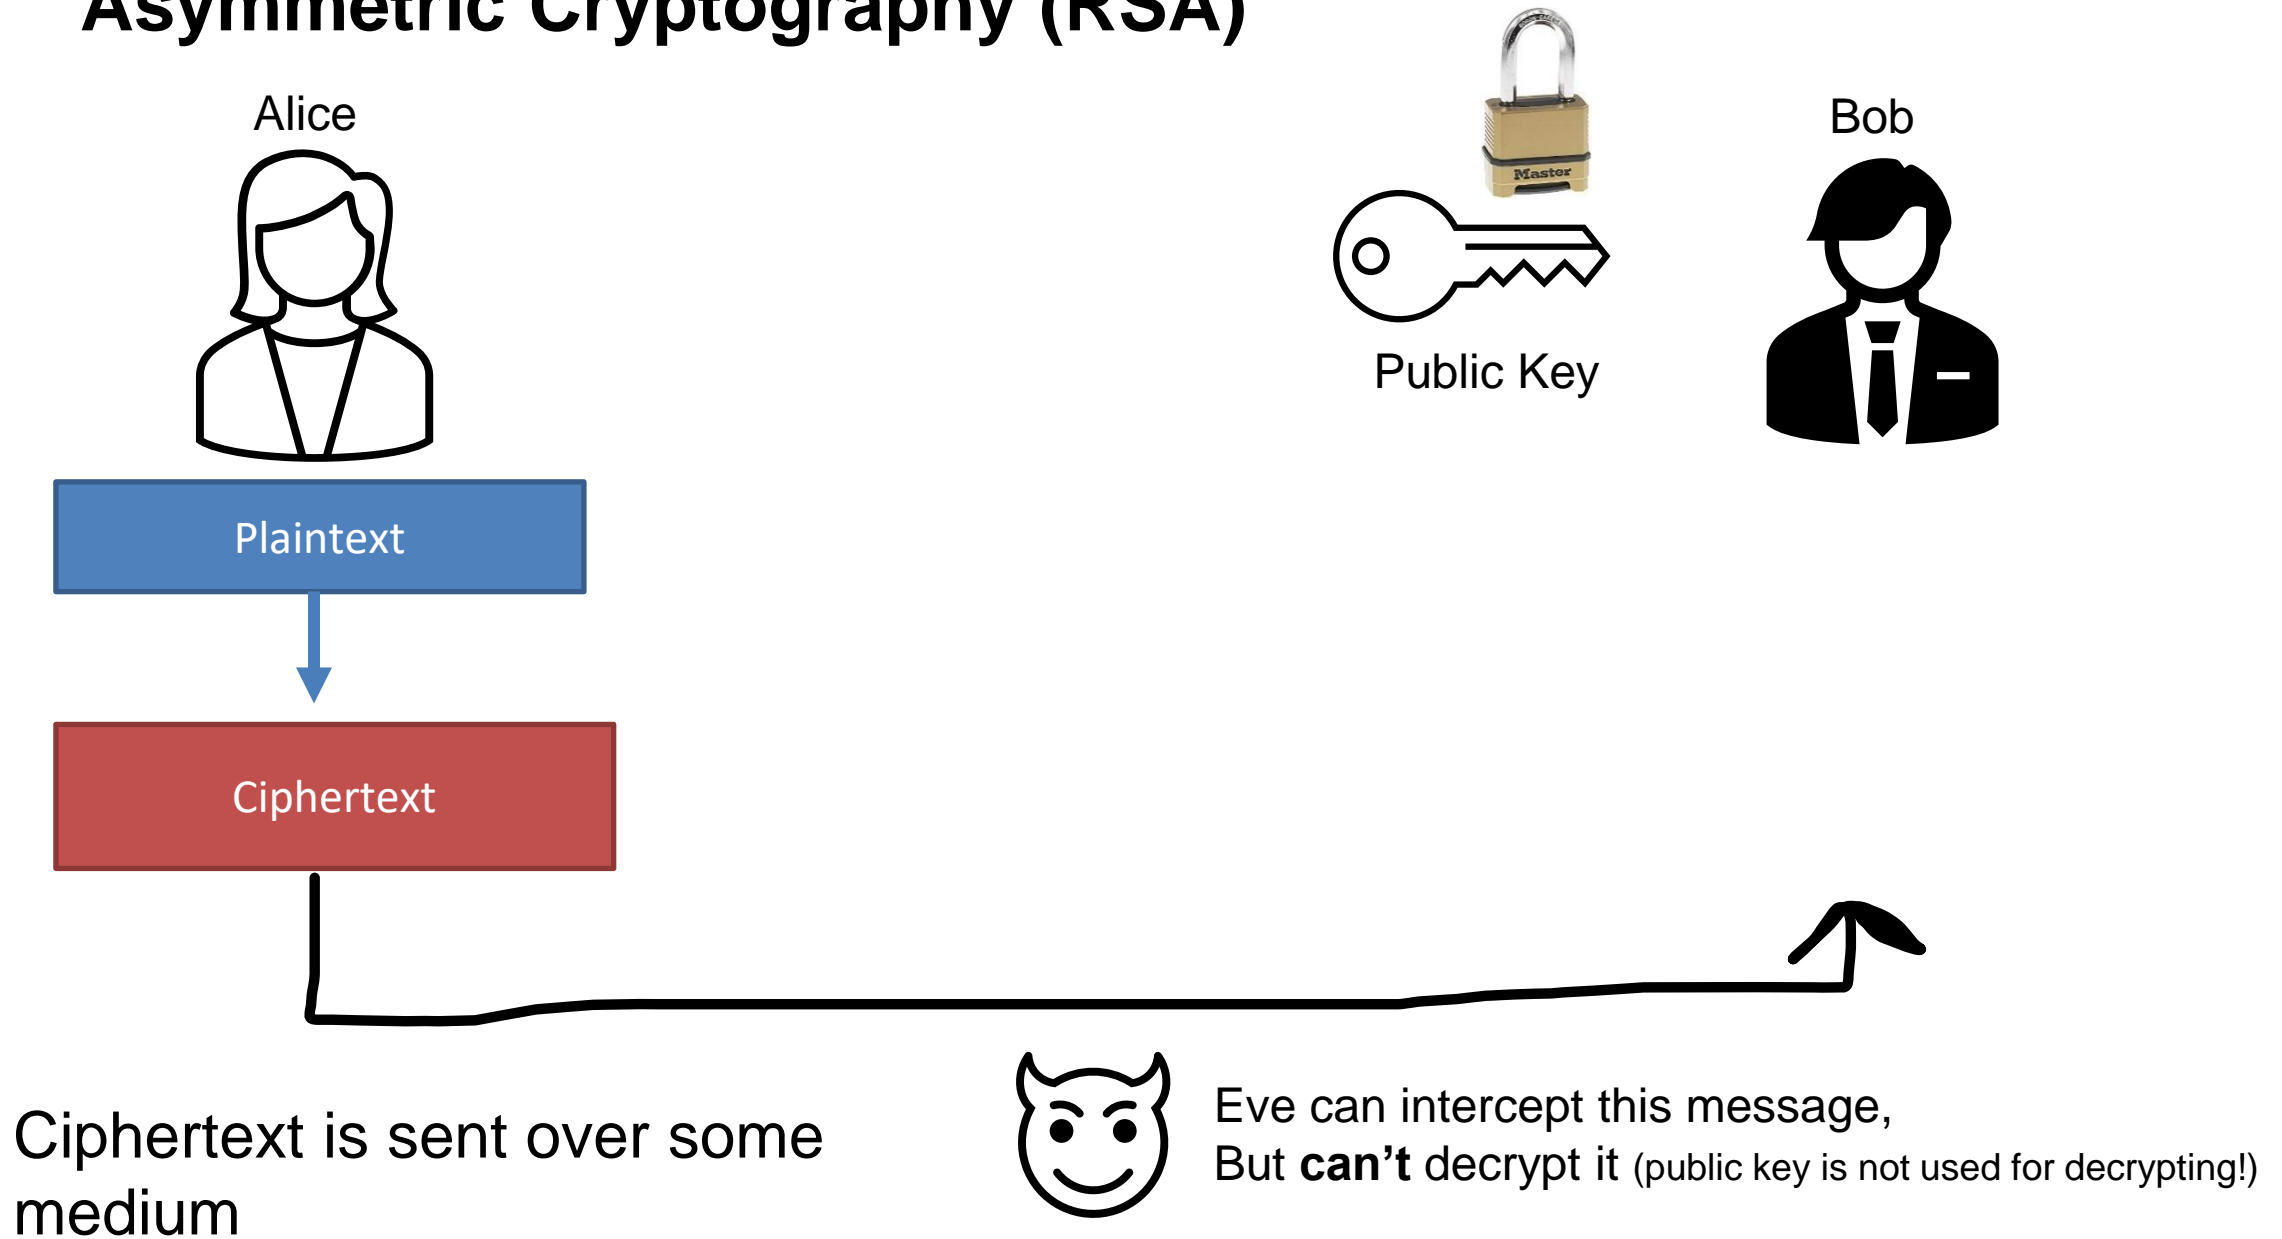 Asymmetric Cryptography (RSA)
Alice
Bob
Master
Public Key
Plaintext
Ciphertext
Ciphertext is sent over some
medium
Eve can intercept this message,
But can’t decrypt it (public key is not used for decrypting!)